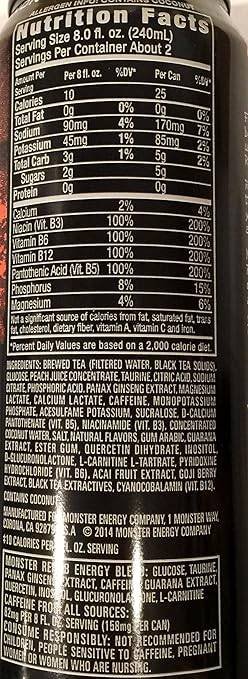 ALLERGEN INFO: CONTAINS COCONUT
Nutrition Facts
Serving Size 8.0 fl. oz. (240mL)
Servings Per Container About 2
Amount Per Serving Per 8 fl. oz. %DV* Per Can %DV*
Calories 10 25
Total Fat 0g 0% 0g 0%
Sodium 90mg 4% 170mg 7%
Potassium 45mg 1% 85mg 2%
Total Carb 3g 1% 5g 2%
Sugars 2g 5g
Protein 0g 0g
Calcium 2% 4%
Niacin (Vit. B3) 100% 200%
Vitamin B6 100% 200%
Vitamin B12 100% 200%
Pantothenic Acid (Vit. B5) 100% 200%
Phosphorus 8% 15%
Magnesium 4% 6%
Not a significant source of calories from fat, saturated fat, trans
fat, cholesterol, dietary fiber, vitamin A, vitamin C and Iron.
*Percent Daily Values are based on a 2,000 calorie diet.
INGREDIENTS: BREWED TEA (FILTERED WATER, BLACK TEA SOLIDS),
GLUCOSE, PEACH JUICE CONCENTRATE, TAURINE, CITRIC ACID, SODIUM
CITRATE, PHOSPHORIC ACID, PANAX GINSENG EXTRACT, MAGNESIUM
LACTATE, CALCIUM LACTATE, CAFFEINE, MONOPOTASSIUM
PHOSPHATE, ACESULFAME POTASSIUM, SUCRALOSE, D-CALCIUM
PANTOTHENATE (VIT. B5), NIACINAMIDE (VIT. B3), CONCENTRATED
COCONUT WATER, SALT, NATURAL FLAVORS, GUM ARABIC, GUARANA
EXTRACT, ESTER GUM, QUERCETIN DIHYDRATE, INOSITOL,
D-GLUCURONOLACTONE, L-CARNITINE L-TARTRATE, PYRIDOXINE
HYDROCHLORIDE (VIT. B6), ACAI FRUIT EXTRACT, GOJI BERRY
EXTRACT, BLACK TEA EXTRACTIVES, CYANOCOBALAMIN (VIT. B12).
CONTAINS COCONUT
MANUFACTURED FOR MONSTER ENERGY COMPANY, 1 MONSTER WAY,
CORONA, CA 92879 © 2014 MONSTER ENERGY COMPANY
10 CALORIES PER FL. OZ. SERVING
MONSTER REHAB ENERGY BLEND: GLUCOSE, TAURINE,
PANAX GINSENG EXTRACT, CAFFEINE, GUARANA EXTRACT,
QUERCETIN, INOSITOL, GLUCURONOLACTONE, L-CARNITINE
CAFFEINE FROM ALL SOURCES:
82mg PER 8 FL. OZ. SERVING (158mg PER CAN)
CONSUME RESPONSIBLY: NOT RECOMMENDED FOR
CHILDREN, PEOPLE SENSITIVE TO CAFFEINE, PREGNANT
WOMEN OR WOMEN WHO ARE NURSING.